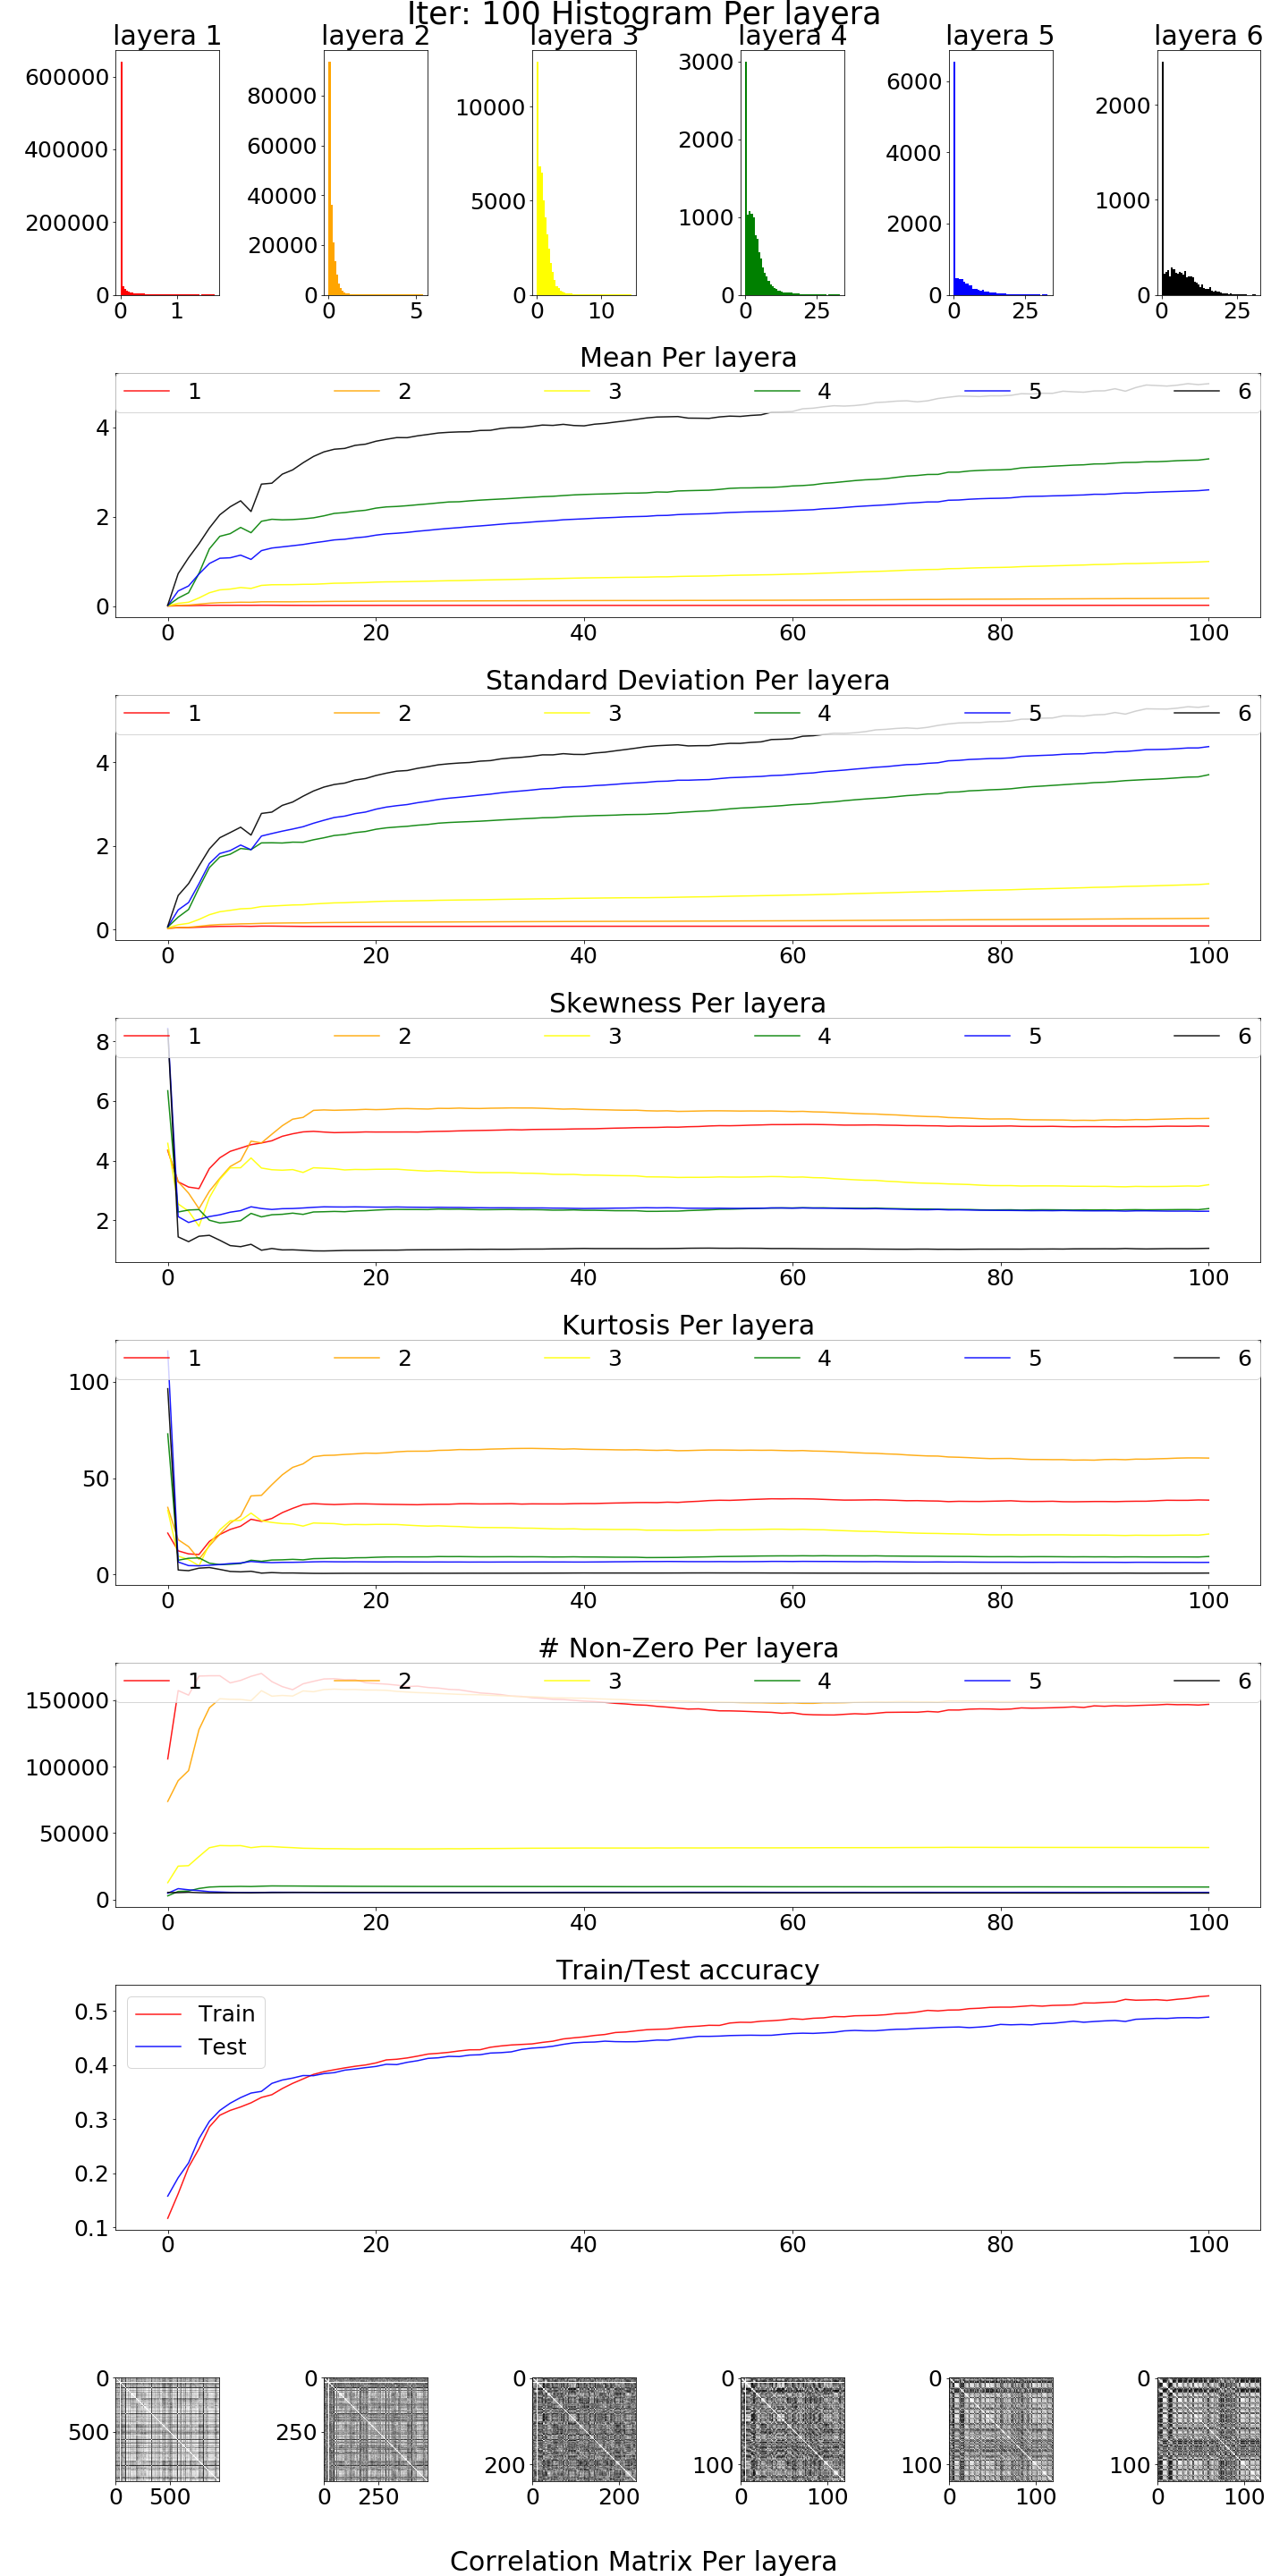 Iter: 100 Histogram Per layera
layera 1 layera 2 layera 3 layera 4 layera 5 layera 6
600000 400000 200000 0
0 1
80000 60000 40000 20000 0
0 5
10000 5000 0
0 10
3000 2000 1000 0
0 25
6000 4000 2000 0
0 25
2000 1000 0
0 25
Mean Per layera
1 2 3 4 5 6
4
2
0
0 20 40 60 80 100
Standard Deviation Per layera
1 2 3 4 5 6
4
2
0
0 20 40 60 80 100
Skewness Per layera
1 2 3 4 5 6
8
6
4
2
0 20 40 60 80 100
Kurtosis Per layera
1 2 3 4 5 6
100
50
0
0 20 40 60 80 100
# Non-Zero Per layera
1 2 3 4 5 6
150000
100000
50000
0
0 20 40 60 80 100
Train/Test accuracy
Train
Test
0.5
0.4
0.3
0.2
0.1
0 20 40 60 80 100
0 500
0 500
0 250
0 250
0 200
0 200
0 100
0 100
0 100
0 100
0 100
0 100
Correlation Matrix Per layera